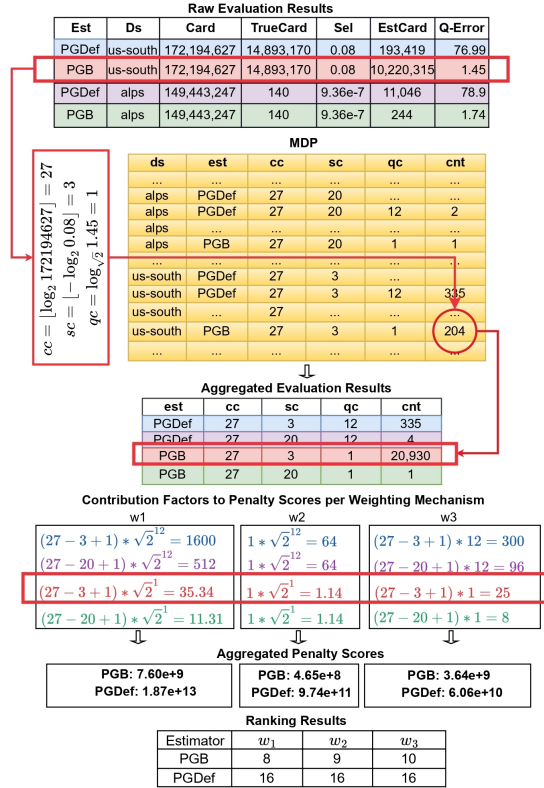 Raw Evaluation Results
Est Ds Card TrueCard Sel EstCard Q-Error
PGDef us-south 172,194,627 14,893,170 0.08 193,419 76.99
PGB us-south 172,194,627 14,893,170 0.08 10,220,315 1.45
PGDef alps 149,443,247 140 9.36e-7 11,046 78.9
PGB alps 149,443,247 140 9.36e-7 244 1.74
cc = ⌊log₂ 172194627⌋ = 27
sc = ⌊− log₂ 0.08⌋ = 3
qc = log_√2 1.45 = 1
MDP
ds est cc sc qc cnt
... ... ... ... ... ...
alps PGDef 27 20 ... ...
alps PGDef 27 20 12 2
alps ... ... ... ... ...
alps PGB 27 20 1 1
... ... ... ... ... ...
us-south PGDef 27 3 ...
us-south PGDef 27 3 12 335
us-south ... 27 ... ...
us-south PGB 27 3 1 204
... ... ... ... ... ...
Aggregated Evaluation Results
est cc sc qc cnt
PGDef 27 3 12 335
PGDef 27 20 12 4
PGB 27 3 1 20,930
PGB 27 20 1 1
Contribution Factors to Penalty Scores per Weighting Mechanism
w1 w2 w3
(27 − 3 + 1) * √2¹² = 1600 1 * √2¹² = 64 (27 − 3 + 1) * 12 = 300
(27 − 20 + 1) * √2¹² = 512 1 * √2¹² = 64 (27 − 20 + 1) * 12 = 96
(27 − 3 + 1) * √2¹ = 35.34 1 * √2¹ = 1.14 (27 − 3 + 1) * 1 = 25
(27 − 20 + 1) * √2¹ = 11.31 1 * √2¹ = 1.14 (27 − 20 + 1) * 1 = 8
Aggregated Penalty Scores
PGB: 7.60e+9 PGB: 4.65e+8 PGB: 3.64e+9
PGDef: 1.87e+13 PGDef: 9.74e+11 PGDef: 6.06e+10
Ranking Results
Estimator w₁ w₂ w₃
PGB 8 9 10
PGDef 16 16 16